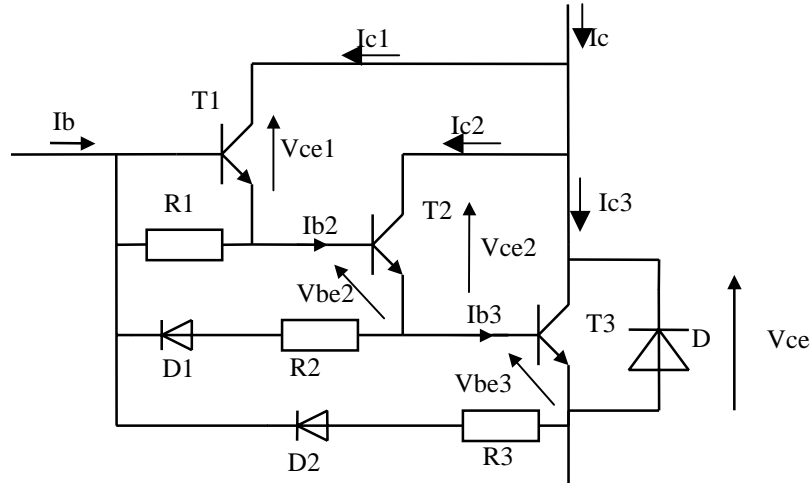 Ic1
Ic
T1
Ib
Ic2
Vce1
R1
Ib2
T2
Ic3
Vce2
Vbe2
Ib3
T3
D
Vce
D1
R2
Vbe3
D2
R3